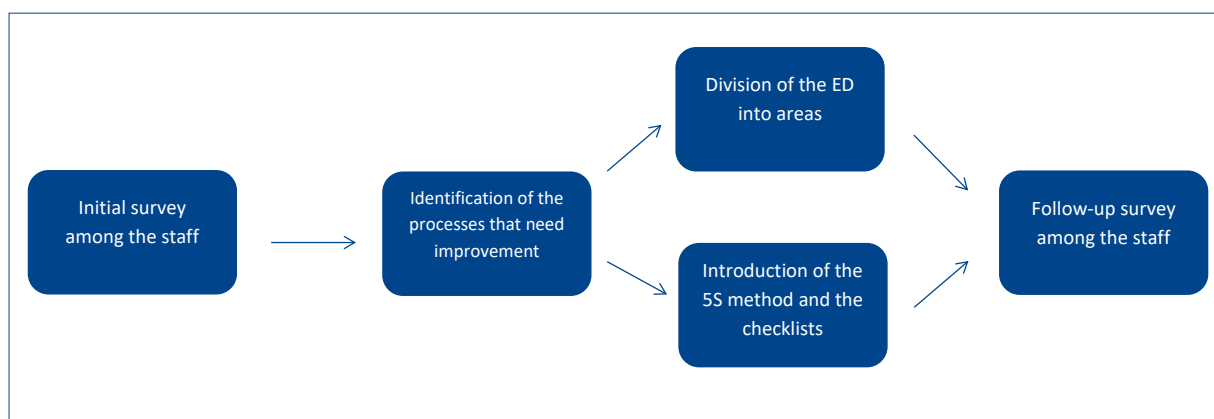 Initial survey
among the staff
Identification of the
processes that need
improvement
Division of the ED
into areas
Introduction of the
5S method and the
checklists
Follow-up survey
among the staff